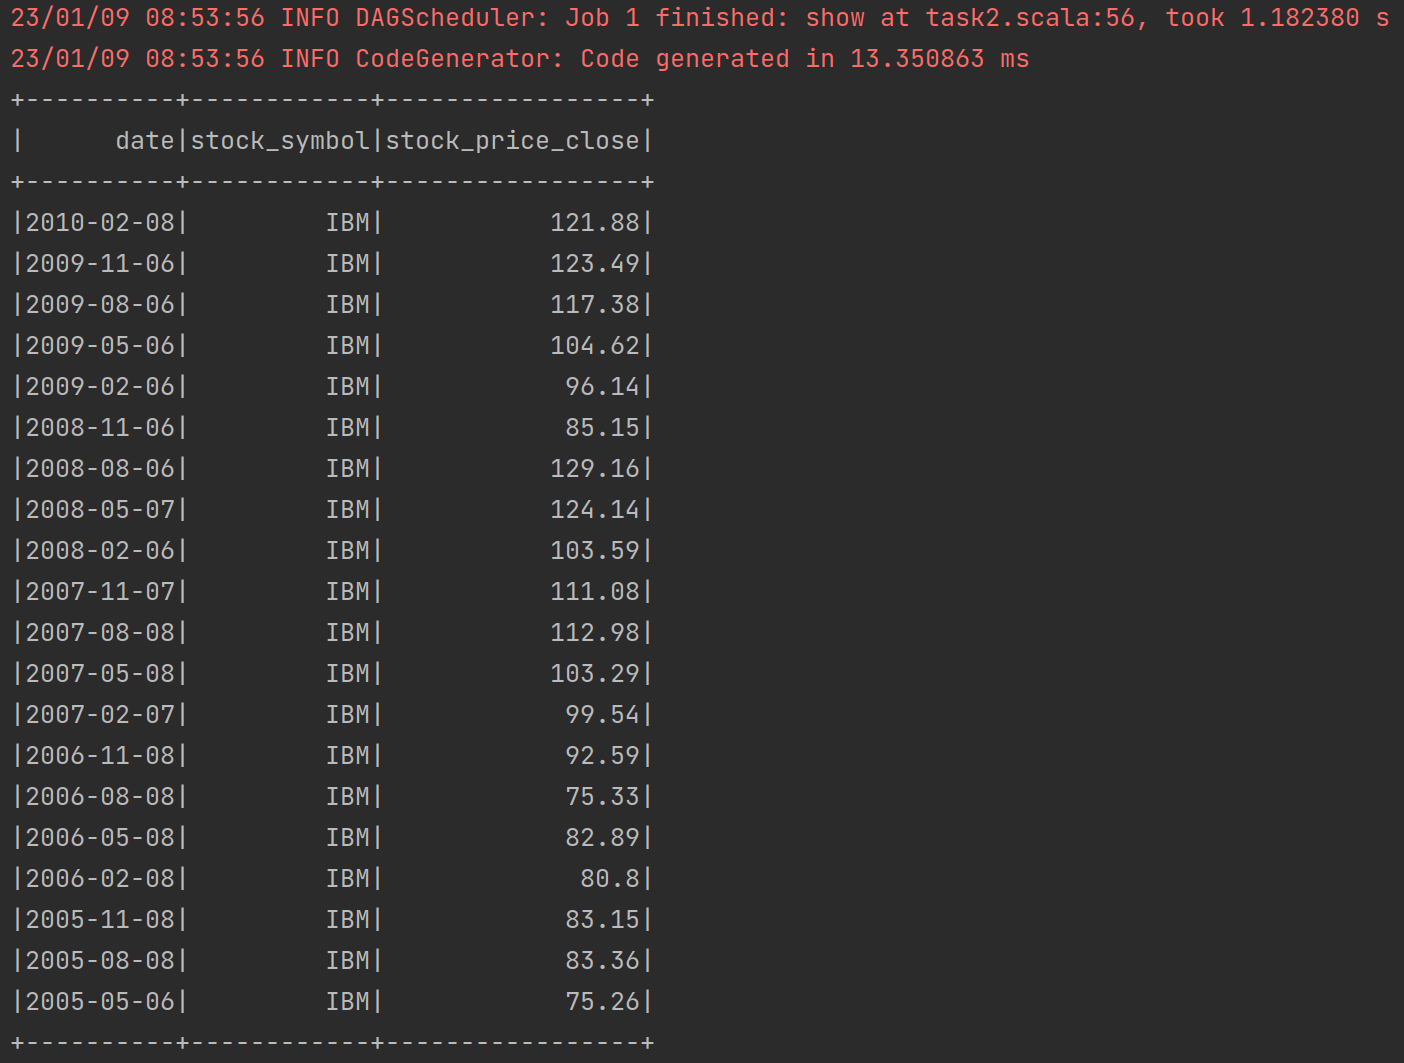 23/01/09 08:53:56 INFO DAGScheduler: Job 1 finished: show at task2.scala:56, took 1.182380 s
23/01/09 08:53:56 INFO CodeGenerator: Code generated in 13.350863 ms
+----------+------------+-----------------+
|      date|stock_symbol|stock_price_close|
+----------+------------+-----------------+
|2010-02-08|         IBM|           121.88|
|2009-11-06|         IBM|           123.49|
|2009-08-06|         IBM|           117.38|
|2009-05-06|         IBM|           104.62|
|2009-02-06|         IBM|            96.14|
|2008-11-06|         IBM|            85.15|
|2008-08-06|         IBM|           129.16|
|2008-05-07|         IBM|           124.14|
|2008-02-06|         IBM|           103.59|
|2007-11-07|         IBM|           111.08|
|2007-08-08|         IBM|           112.98|
|2007-05-08|         IBM|           103.29|
|2007-02-07|         IBM|            99.54|
|2006-11-08|         IBM|            92.59|
|2006-08-08|         IBM|            75.33|
|2006-05-08|         IBM|            82.89|
|2006-02-08|         IBM|             80.8|
|2005-11-08|         IBM|            83.15|
|2005-08-08|         IBM|            83.36|
|2005-05-06|         IBM|            75.26|
+----------+------------+-----------------+